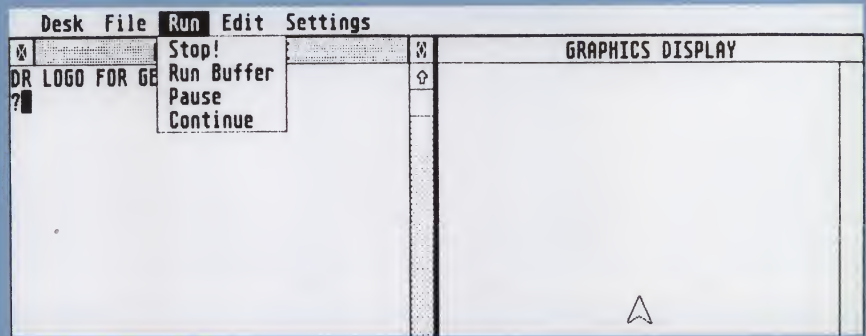 Desk File Run Edit Settings
Stop!
Run Buffer
Pause
Continue
GRAPHICS DISPLAY
DR LOGO FOR GE
?